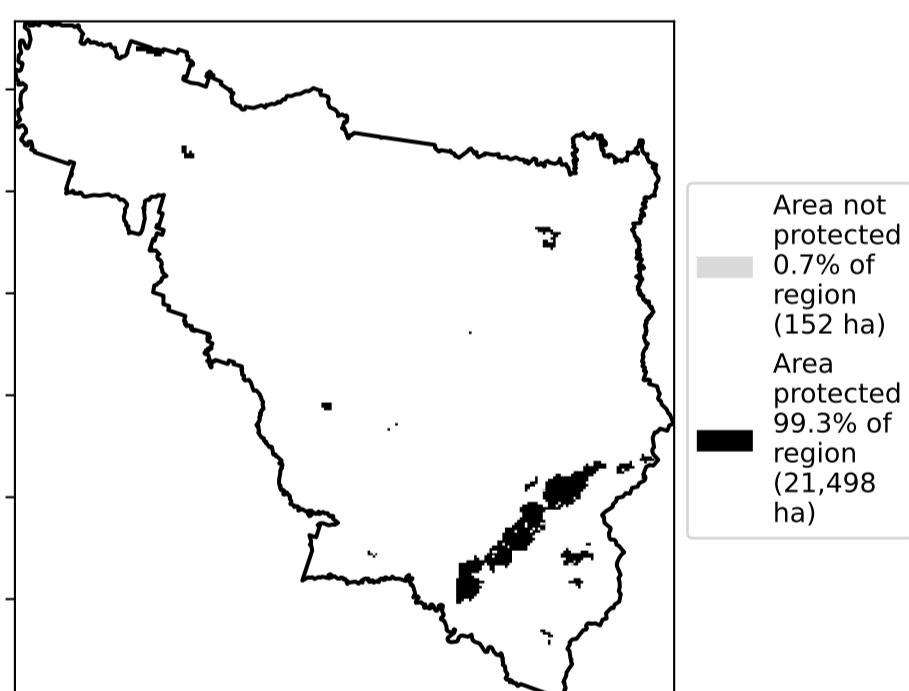 Area not
protected
0.7% of
region
(152 ha)
Area
protected
99.3% of
region
(21,498
ha)